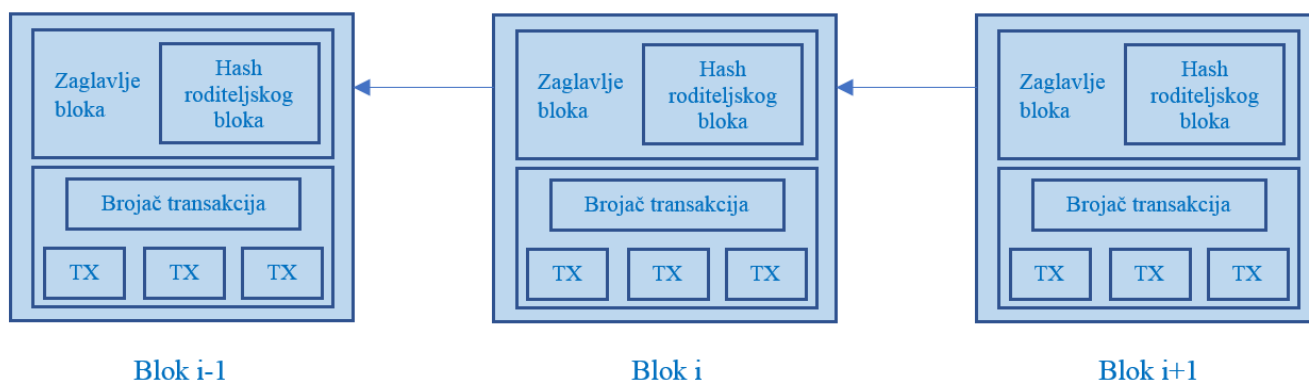 Zaglavlje
bloka
Hash
roditeljskog
bloka
Brojač transakcija
TX
TX
TX
Blok i-1
Zaglavlje
bloka
Hash
roditeljskog
bloka
Brojač transakcija
TX
TX
TX
Blok i
Zaglavlje
bloka
Hash
roditeljskog
bloka
Brojač transakcija
TX
TX
TX
Blok i+1